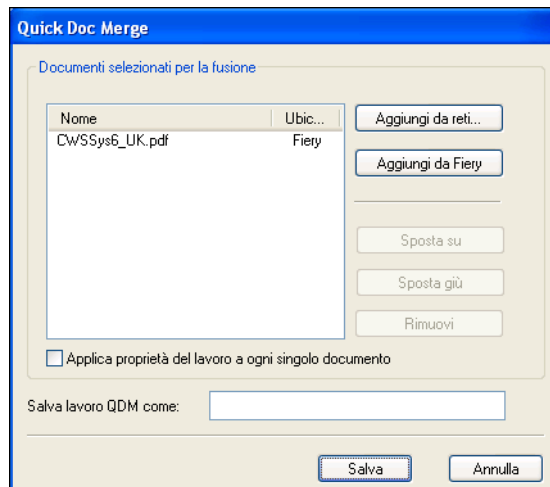 Quick Doc Merge
Documenti selezionati per la fusione
Nome Ubic...
CWSSys6_UK.pdf Fiery
Aggiungi da reti...
Aggiungi da Fiery
Sposta su
Sposta giù
Rimuovi
Applica proprietà del lavoro a ogni singolo documento
Salva lavoro QDM come:
Salva Annulla